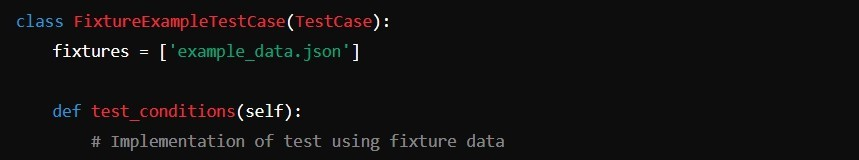 class FixtureExampleTestCase(TestCase):
    fixtures = ['example_data.json']

    def test_conditions(self):
        # Implementation of test using fixture data